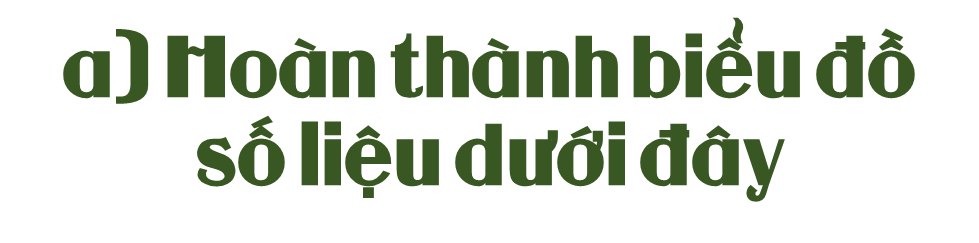 a) Hoàn thành biểu đồ
số liệu dưới đây